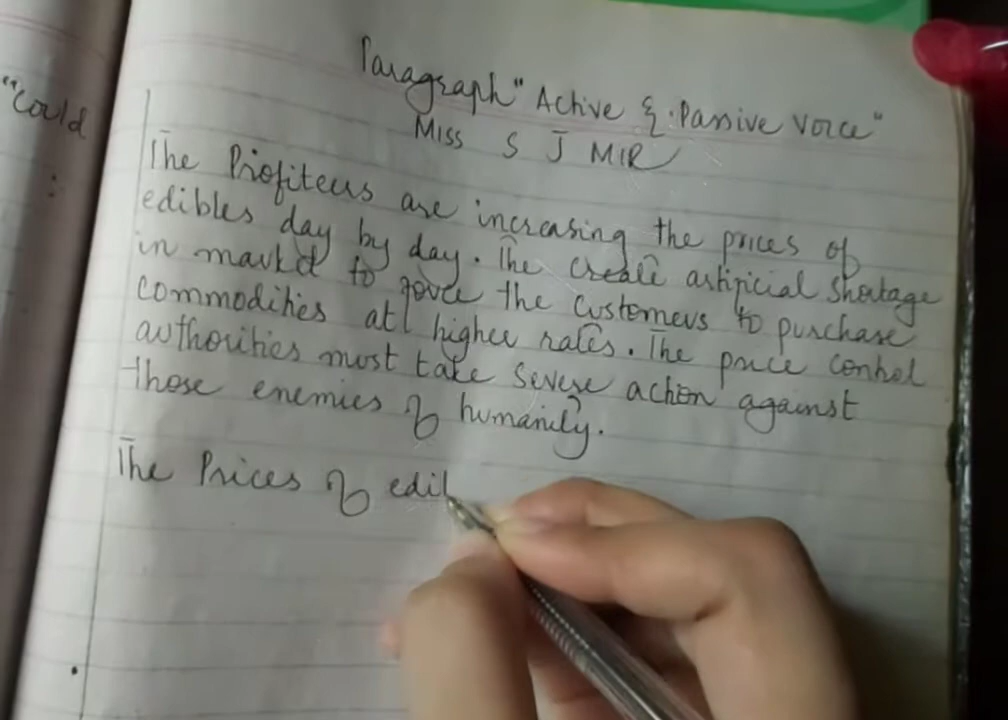 "Could
:
Paragraph "Active & Passive Voice"
Miss S J MIR
The Profiteers are increasing the prices of
edibles day by day. The create artificial shortage
in market to force the customers to purchase
commodities at higher rates. The price control
authorities must take severe action against
those enemies of humanity.
The Prices of edib